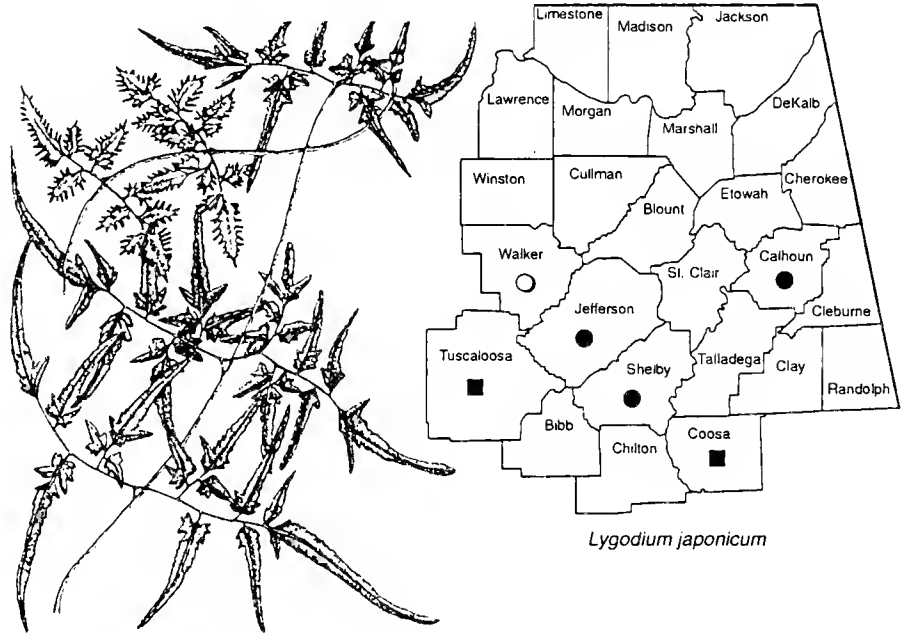 Limestone
Madison
Jackson
Lawrence
Morgan
Marshall
DeKalb
Winston
Cullman
Blount
Etowah
Cherokee
Walker
St. Clair
Calhoun
Jefferson
Cleburne
Tuscaloosa
Shelby
Talladega
Clay
Randolph
Bibb
Chilton
Coosa
Lygodium japonicum